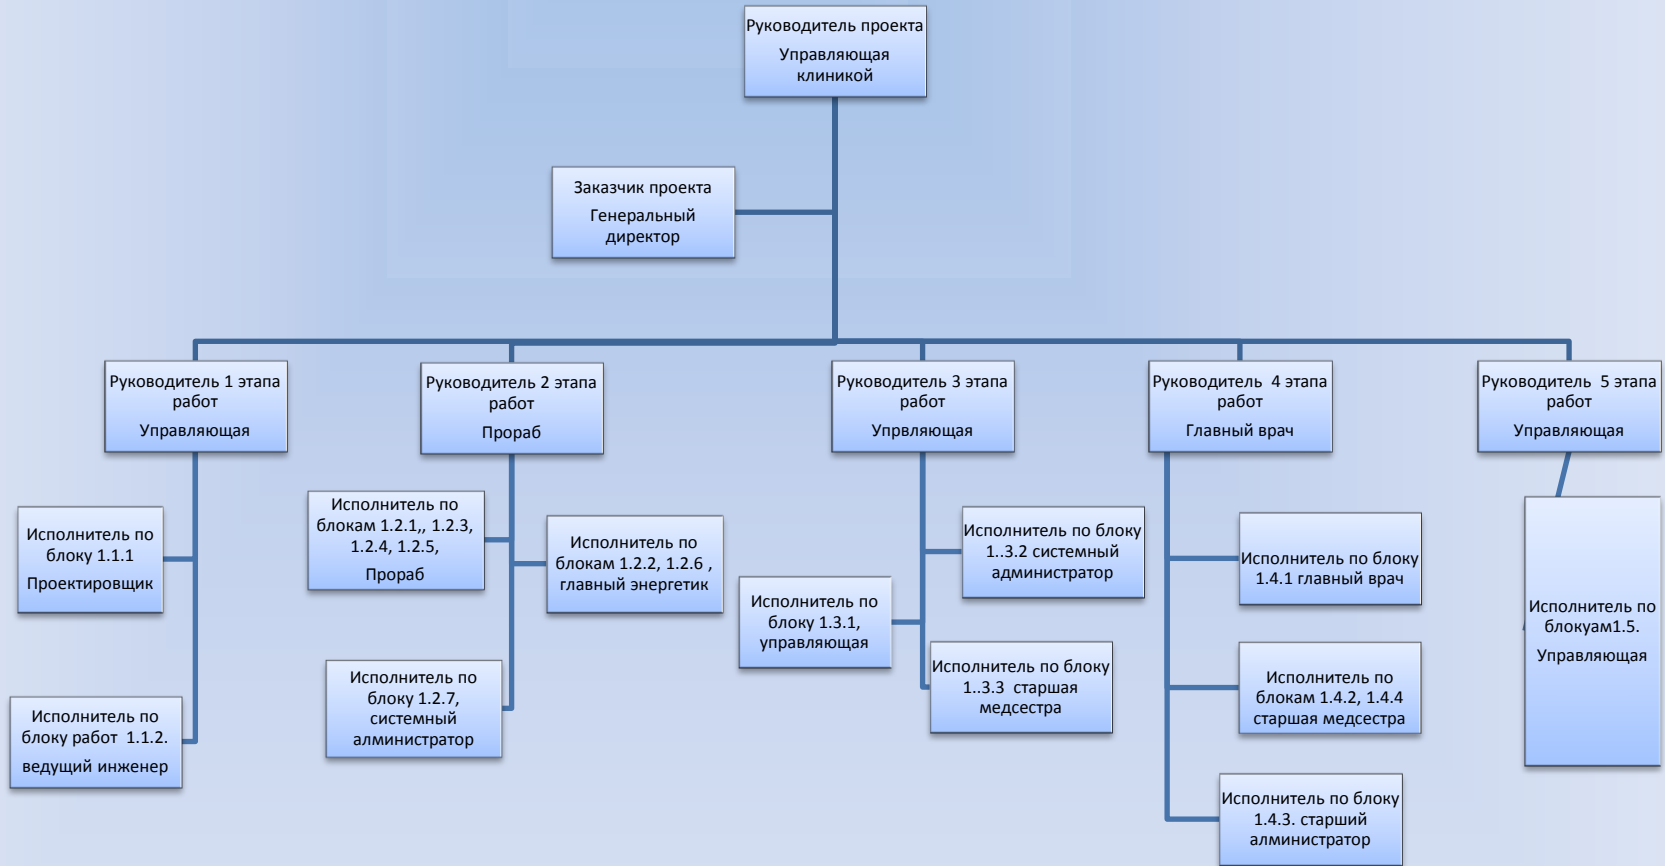 Руководитель проекта
Управляющая
клиникой
Заказчик проекта
Генеральный
директор
Руководитель 1 этапа
работ
Управляющая
Руководитель 2 этапа
работ
Прораб
Руководитель 3 этапа
работ
Упрвляющая
Руководитель 4 этапа
работ
Главный врач
Руководитель 5 этапа
работ
Управляющая
Исполнитель по
блоку 1.1.1
Проектировщик
Исполнитель по
блоку работ 1.1.2.
ведущий инженер
Исполнитель по
блокам 1.2.1,, 1.2.3,
1.2.4, 1.2.5,
Прораб
Исполнитель по
блокам 1.2.2, 1.2.6 ,
главный энергетик
Исполнитель по
блоку 1.2.7,
системный
алминистратор
Исполнитель по блоку
1..3.2 системный
администратор
Исполнитель по
блоку 1.3.1,
управляющая
Исполнитель по блоку
1..3.3 старшая
медсестра
Исполнитель по блоку
1.4.1 главный врач
Исполнитель по
блокам 1.4.2, 1.4.4
старшая медсестра
Исполнитель по блоку
1.4.3. старший
алминистратор
Исполнитель по
блокуам1.5.
Управляющая